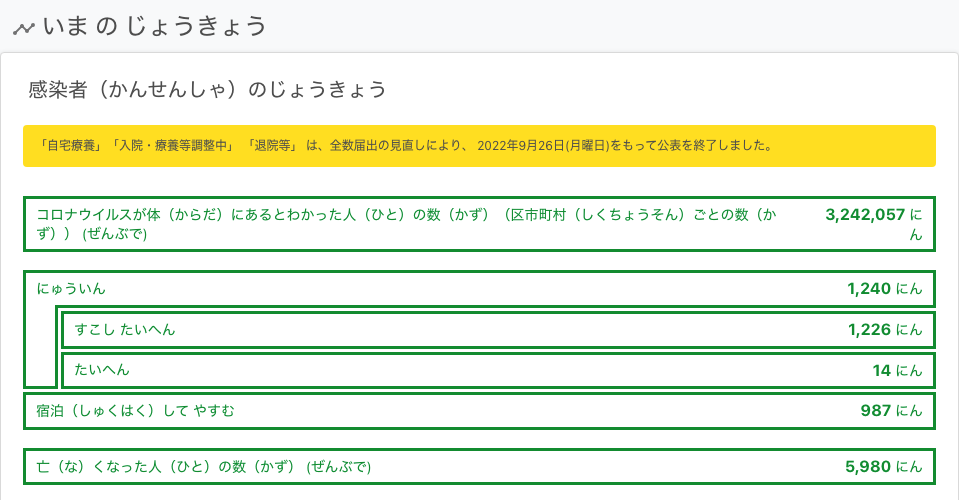 いま の じょうきょう
感染者（かんせんしゃ）のじょうきょう
「自宅療養」「入院・療養等調整中」 「退院等」 は、全数届出の見直しにより、 2022年9月26日(月曜日)をもって公表を終了しました。
コロナウイルスが体（からだ）にあるとわかった人（ひと）の数（かず）（区市町村（しくちょうそん）ごとの数（か
ず））(ぜんぶで)
3,242,057 に
ん
にゅういん 1,240 にん
すこし たいへん 1,226 にん
たいへん 14 にん
宿泊（しゅくはく）して やすむ 987 にん
亡（な）くなった人（ひと）の数（かず） (ぜんぶで) 5,980 にん